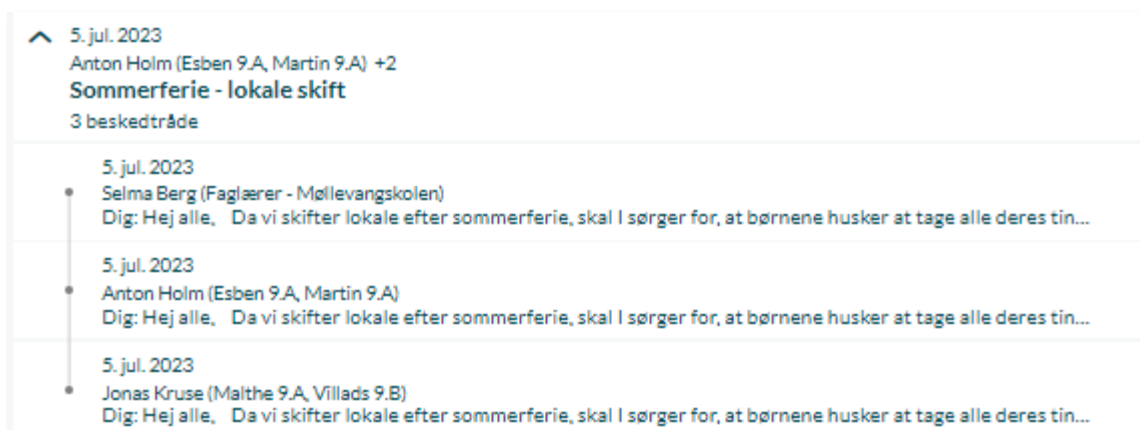 5. jul. 2023
Anton Holm (Esben 9.A, Martin 9.A) +2
Sommerferie - lokale skift
3 beskedtråde
5. jul. 2023
Selma Berg (Faglærer - Møllevangskolen)
Dig: Hej alle, Da vi skifter lokale efter sommerferie, skal I sørger for, at børnene husker at tage alle deres tin...
5. jul. 2023
Anton Holm (Esben 9.A, Martin 9.A)
Dig: Hej alle, Da vi skifter lokale efter sommerferie, skal I sørger for, at børnene husker at tage alle deres tin...
5. jul. 2023
Jonas Kruse (Malthe 9.A, Villads 9.B)
Dig: Hej alle, Da vi skifter lokale efter sommerferie, skal I sørger for, at børnene husker at tage alle deres tin...